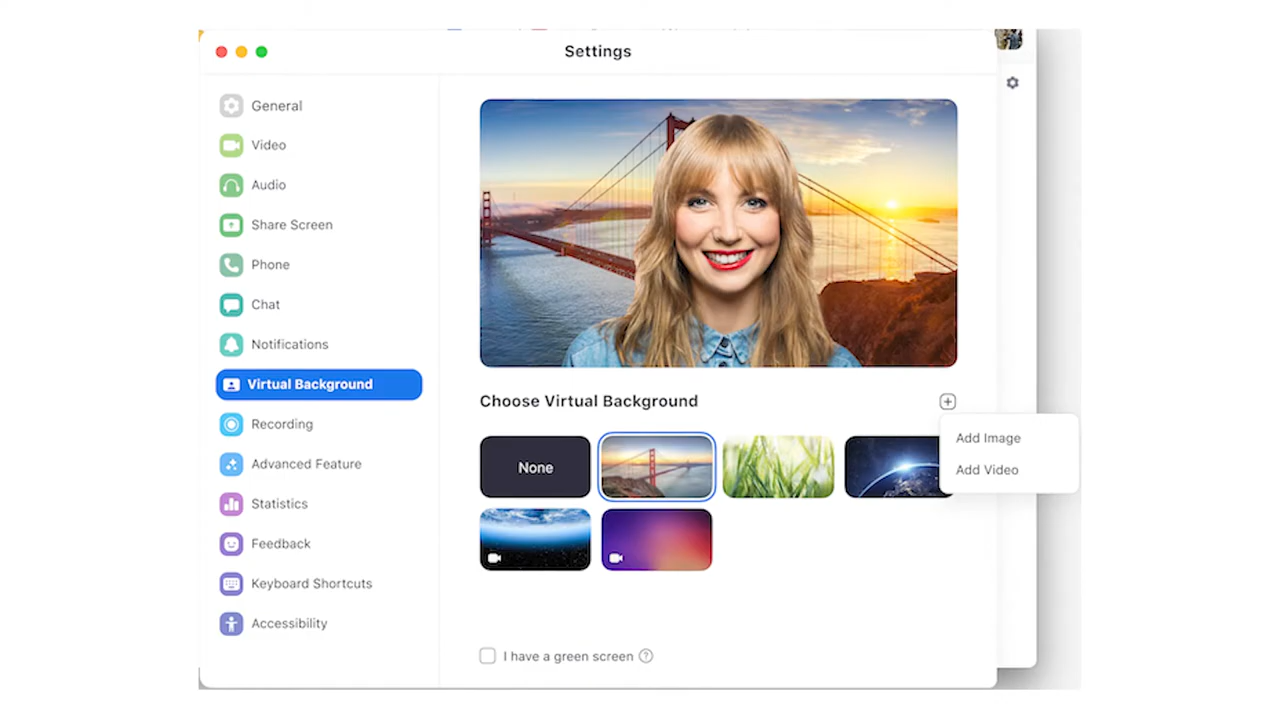 Settings
General
Video
Audio
Share Screen
Phone
Chat
Notifications
Virtual Background
Recording
Advanced Feature
Statistics
Feedback
Keyboard Shortcuts
Accessibility
Choose Virtual Background
Add Image
Add Video
None
I have a green screen ?